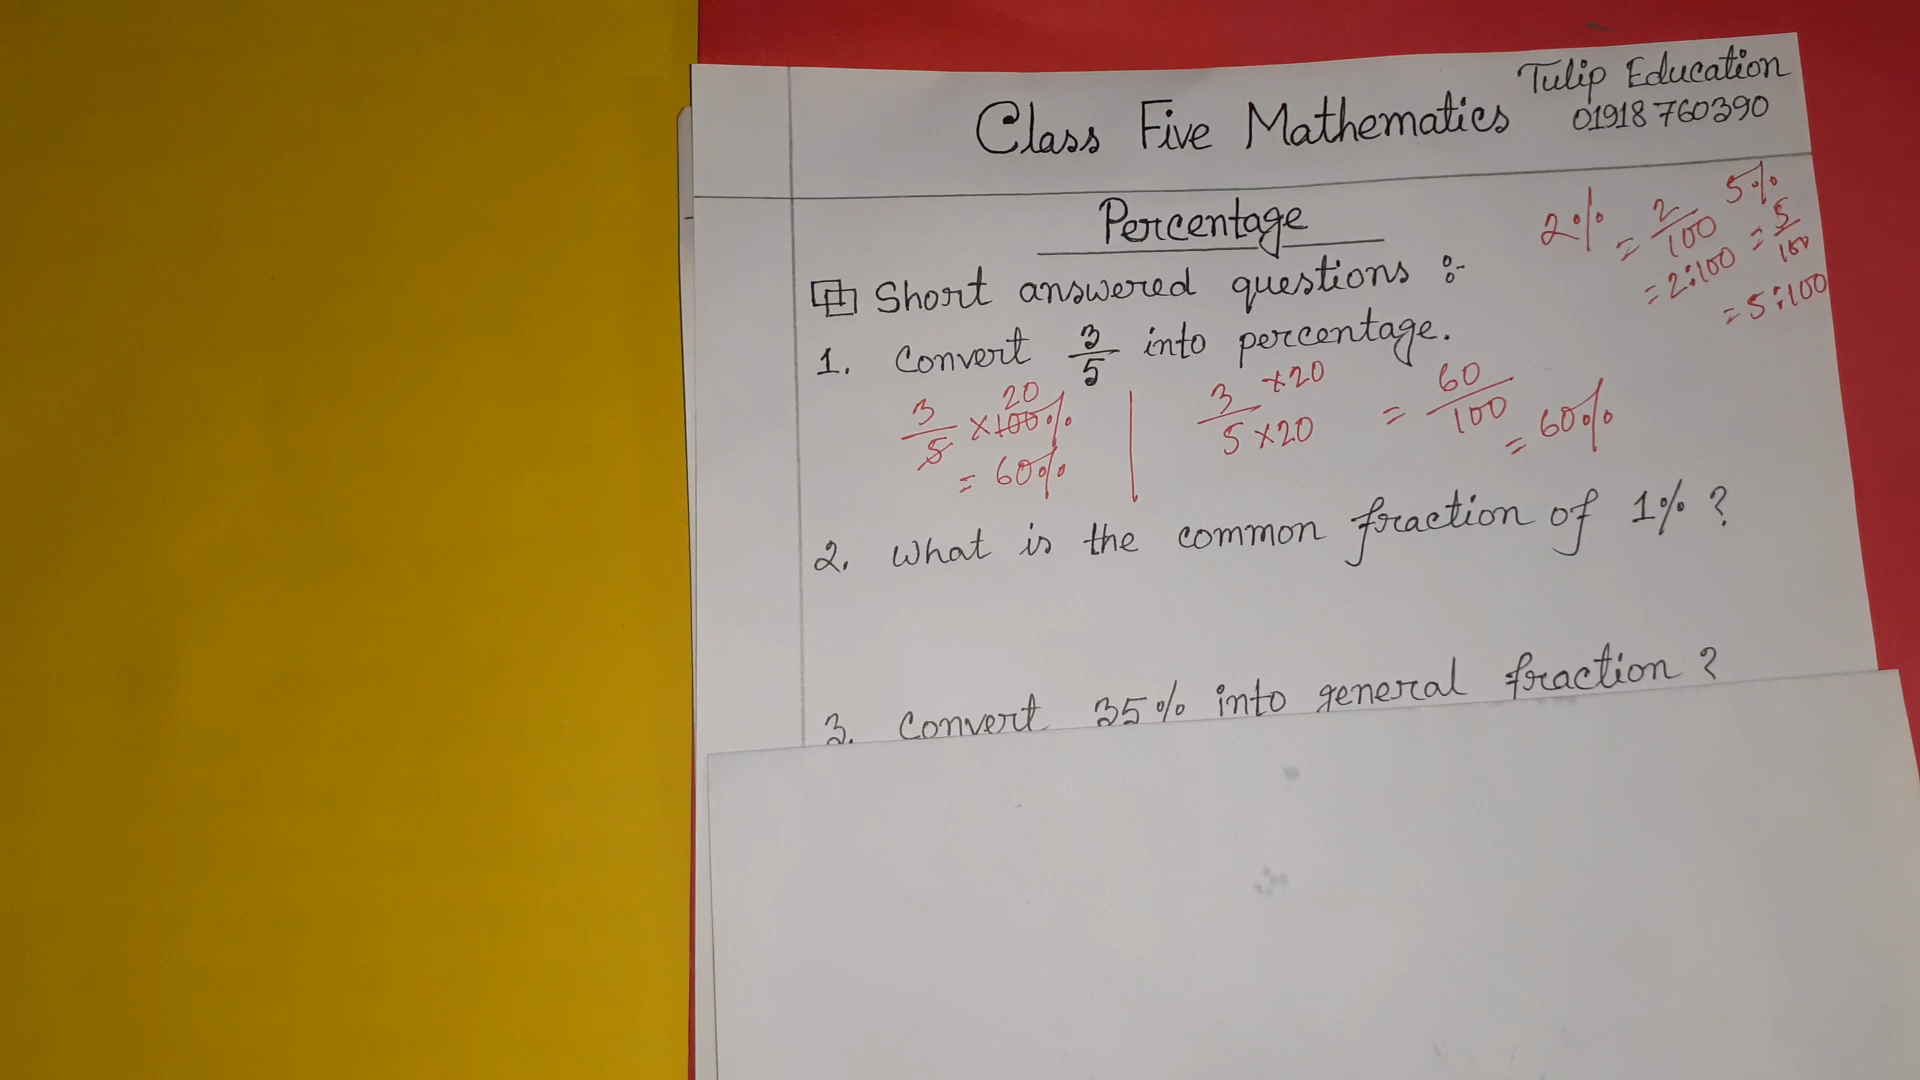 Tulip Education
01918760390
Class Five Mathematics
Percentage
2% = 2/100 = 2:100
5% = 5/100 = 5:100
Short answered questions :-
1. Convert 3/5 into percentage.
3/5 × 100% 20
= 60%
3×20/5×20 = 60/100 = 60%
2. What is the common fraction of 1% ?
3. Convert 35% into general fraction ?